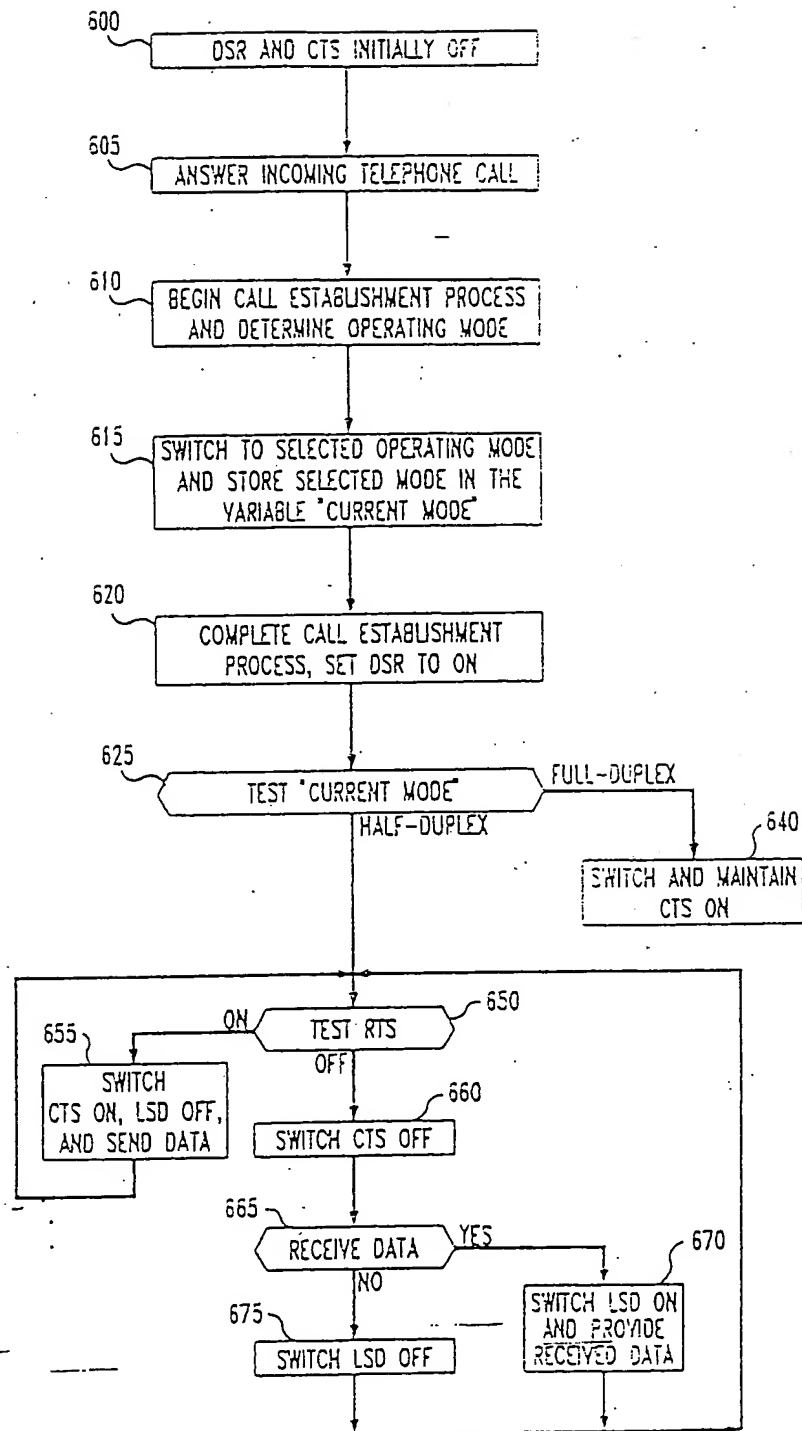 600
DSR AND CTS INITIALLY OFF
605
ANSWER INCOMING TELEPHONE CALL
610
BEGIN CALL ESTABLISHMENT PROCESS
AND DETERMINE OPERATING MODE
615
SWITCH TO SELECTED OPERATING MODE
AND STORE SELECTED MODE IN THE
VARIABLE "CURRENT MODE"
620
COMPLETE CALL ESTABLISHMENT
PROCESS, SET DSR TO ON
625
TEST "CURRENT MODE"
FULL-DUPLEX
HALF-DUPLEX
640
SWITCH AND MAINTAIN
CTS ON
650
TEST RTS
ON
OFF
655
SWITCH
CTS ON, LSD OFF,
AND SEND DATA
660
SWITCH CTS OFF
665
RECEIVE DATA
YES
NO
670
SWITCH LSD ON
AND PROVIDE
RECEIVED DATA
675
SWITCH LSD OFF